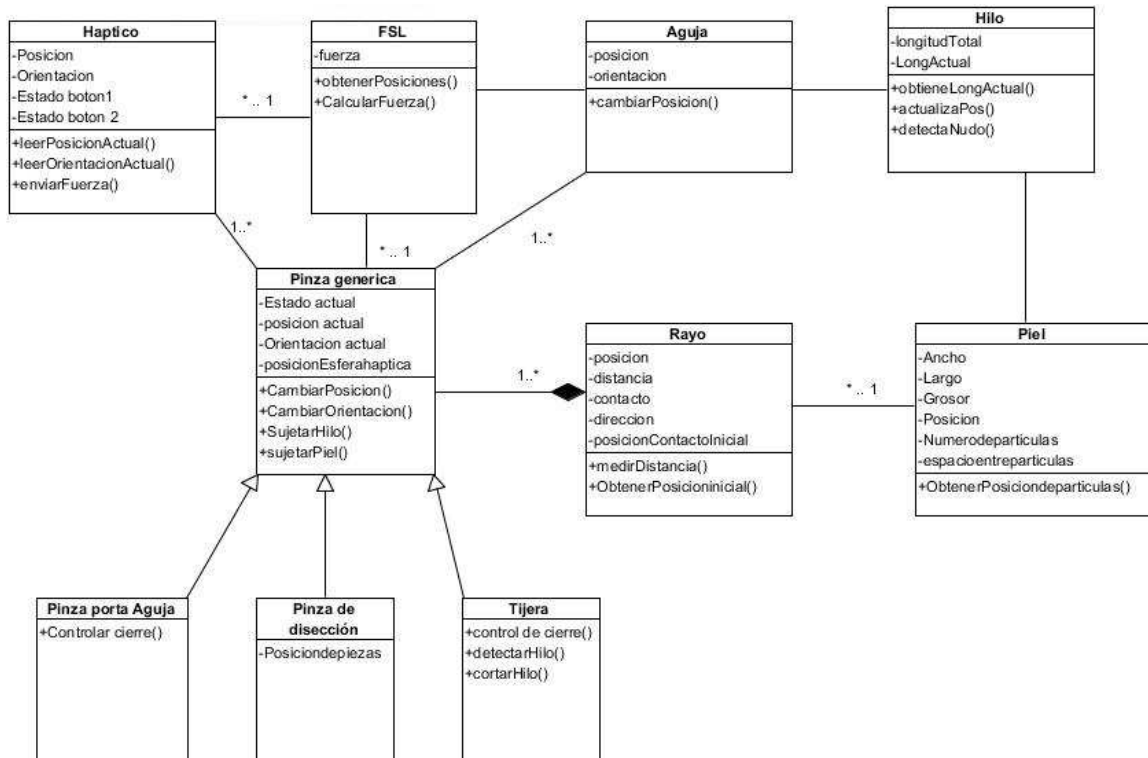 Haptico
-Posicion
-Orientacion
-Estado boton1
-Estado boton 2
+leerPosicionActual()
+leerOrientacionActual()
+enviarFuerza()
* .. 1
FSL
-fuerza
+obtenerPosiciones()
+CalcularFuerza()
Aguja
-posicion
-orientacion
+cambiarPosicion()
Hilo
-longitudTotal
-LongActual
+obtieneLongActual()
+actualizaPos()
+detectaNudo()
1..*
* .. 1
1..*
Pinza generica
-Estado actual
-posicion actual
-Orientacion actual
-posicionEsferahaptica
+CambiarPosicion()
+CambiarOrientacion()
+SujetarHilo()
+sujetarPiel()
1..*
Rayo
-posicion
-distancia
-contacto
-direccion
-posicionContactoInicial
+medirDistancia()
+ObtenerPosicioninicial()
* .. 1
Piel
-Ancho
-Largo
-Grosor
-Posicion
-Numerodeparticulas
-espacioentreparticulas
+ObtenerPosiciondeparticulas()
Pinza porta Aguja
+Controlar cierre()
Pinza de
disección
-Posiciondepiezas
Tijera
+control de cierre()
+detectarHilo()
+cortarHilo()